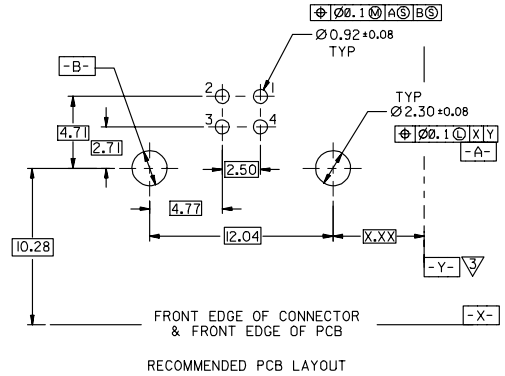 ⌖ Ø0.1 Ⓜ AⓈ BⓈ
Ø0.92±0.08
TYP
-B-
2
1
3
4
TYP
Ø2.30±0.08
⌖ Ø0.1 Ⓛ X Y
-A-
4.71
2.71
2.50
4.77
10.28
12.04
X.XX
-Y-
3
FRONT EDGE OF CONNECTOR
& FRONT EDGE OF PCB
-X-
RECOMMENDED PCB LAYOUT